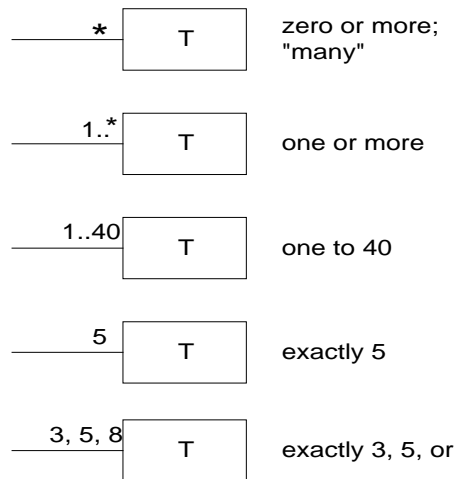 *
T
zero or more;
"many"
1..*
T
one or more
1..40
T
one to 40
5
T
exactly 5
3, 5, 8
T
exactly 3, 5, or